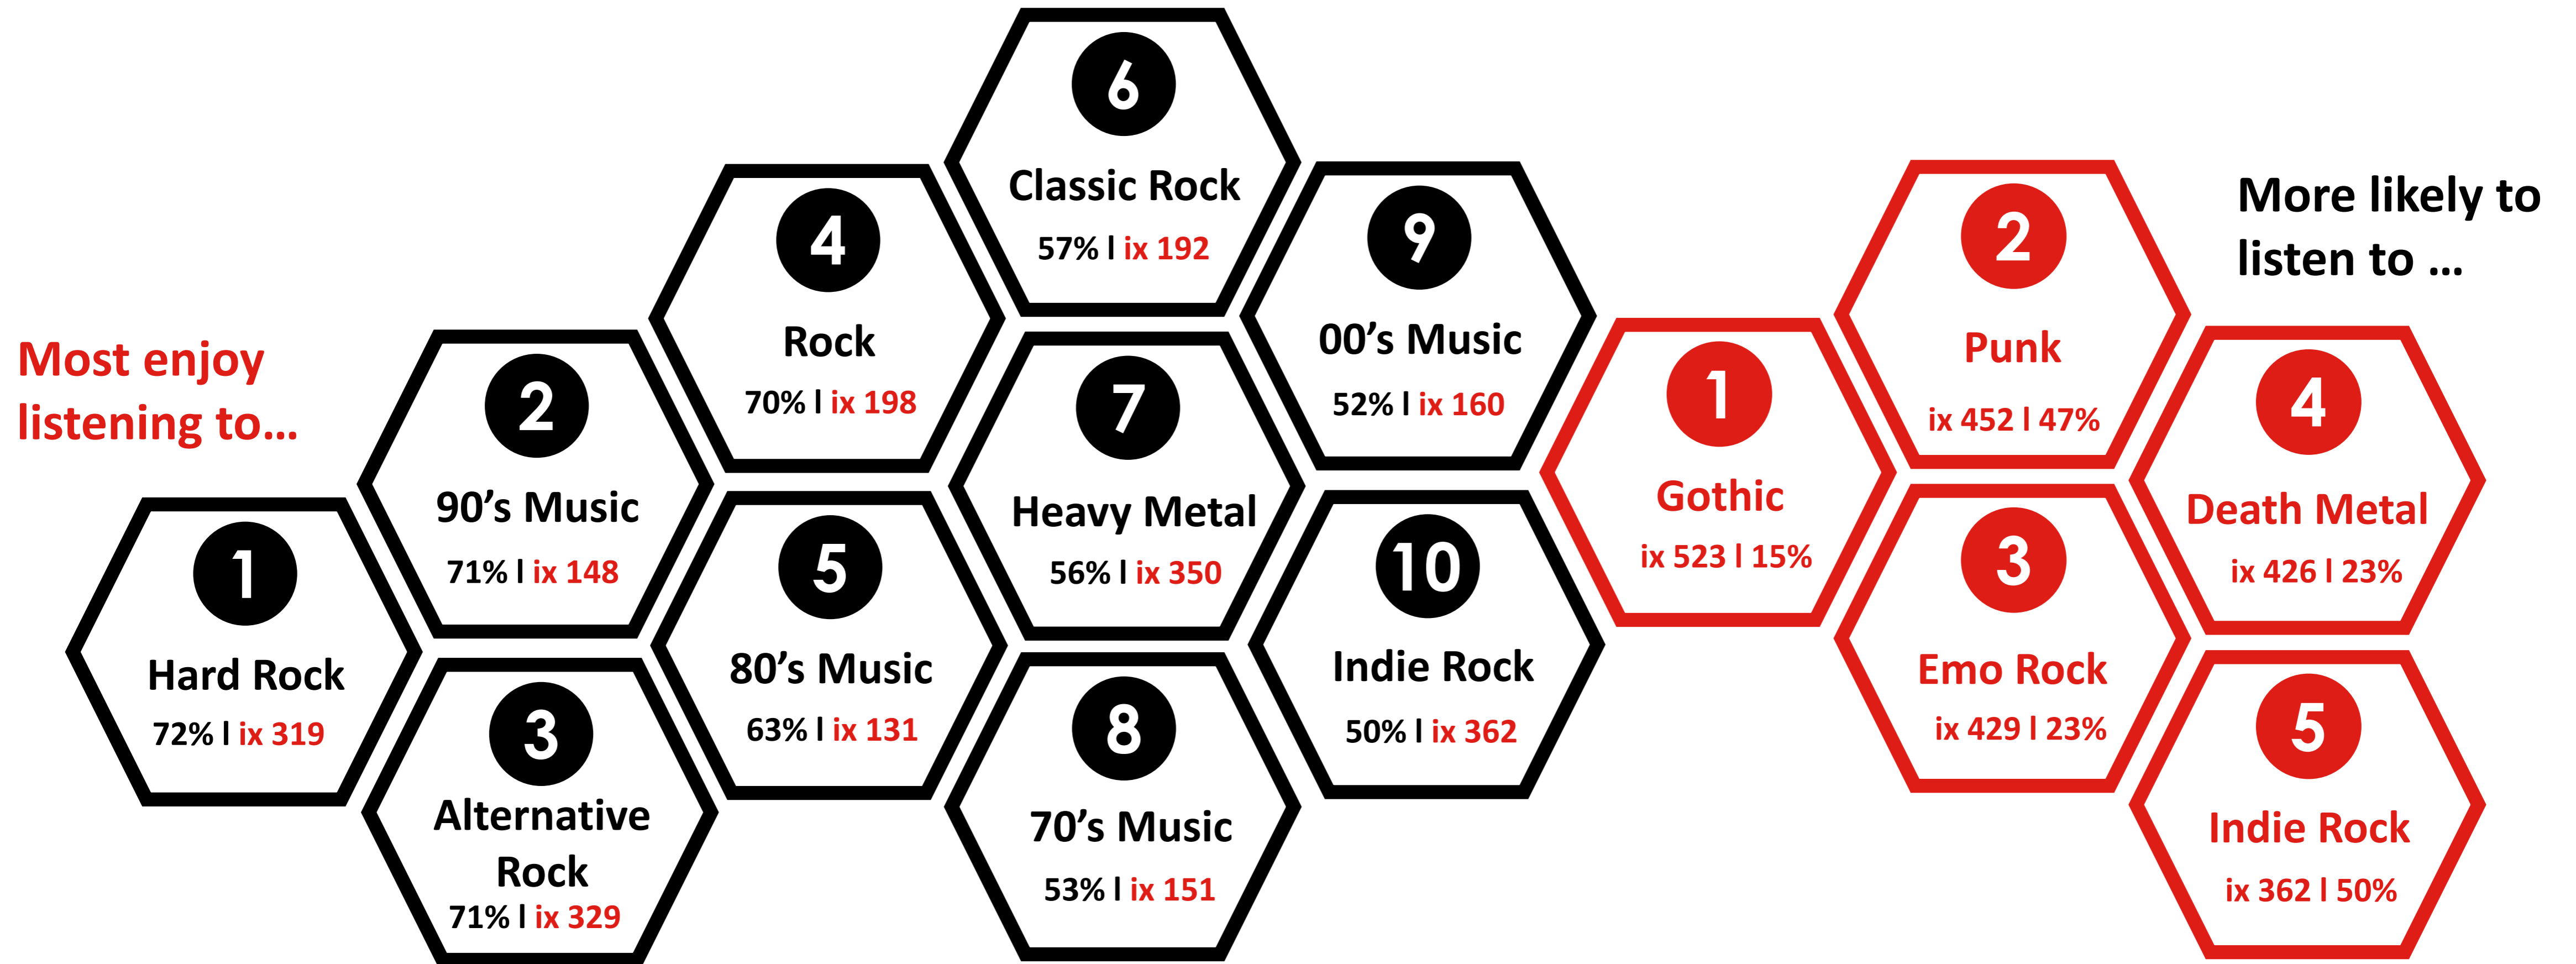 Most enjoy
listening to...
1
Hard Rock
72% l ix 319
2
90’s Music
71% l ix 148
3
Alternative
Rock
71% l ix 329
4
Rock
70% l ix 198
5
80’s Music
63% l ix 131
6
Classic Rock
57% l ix 192
7
Heavy Metal
56% l ix 350
8
70’s Music
53% l ix 151
9
00’s Music
52% l ix 160
10
Indie Rock
50% l ix 362
More likely to
listen to ...
1
Gothic
ix 523 l 15%
2
Punk
ix 452 l 47%
3
Emo Rock
ix 429 l 23%
4
Death Metal
ix 426 l 23%
5
Indie Rock
ix 362 l 50%